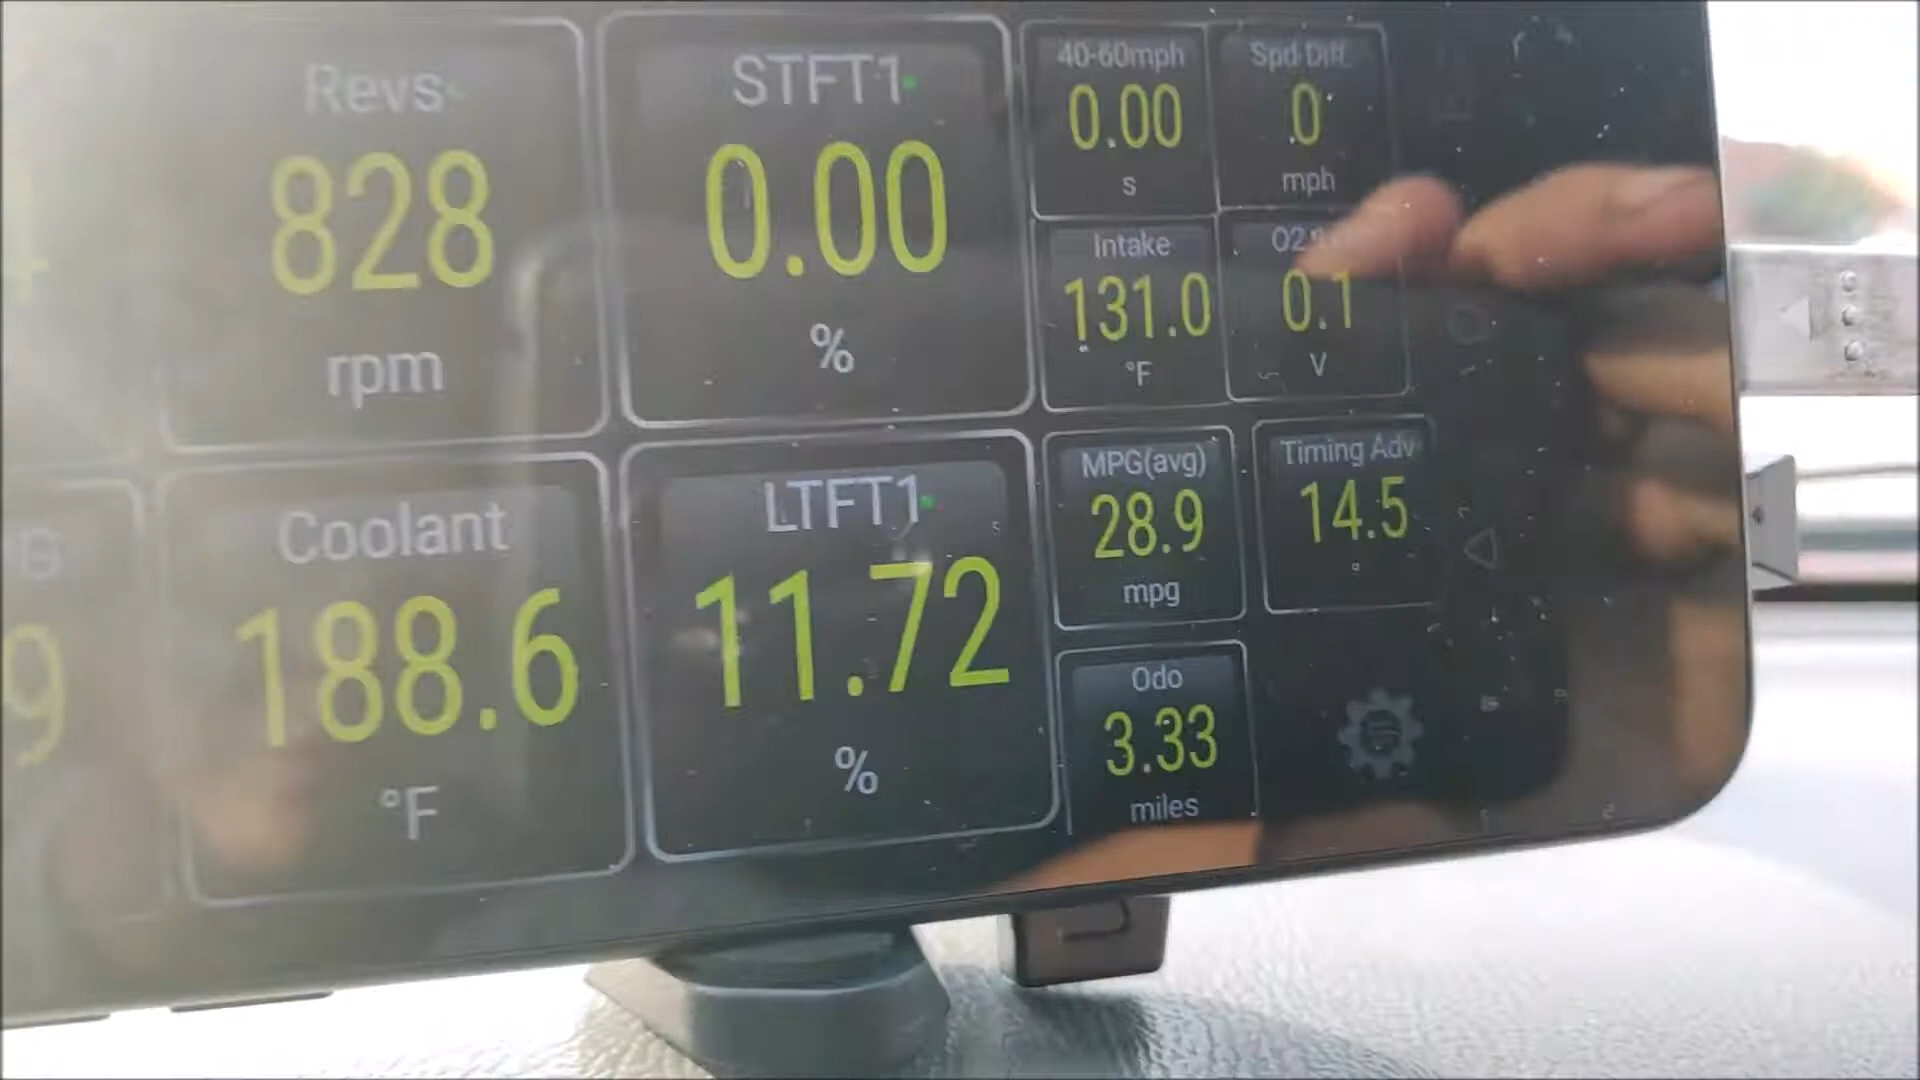 Revs
828
rpm
STFT1
0.00
%
40-60mph
0.00
s
Spd Diff
0
mph
Intake
131.0
°F
O2
0.1
V
Coolant
188.6
°F
LTFT1
11.72
%
MPG(avg)
28.9
mpg
Timing Adv
14.5
°
Odo
3.33
miles
9